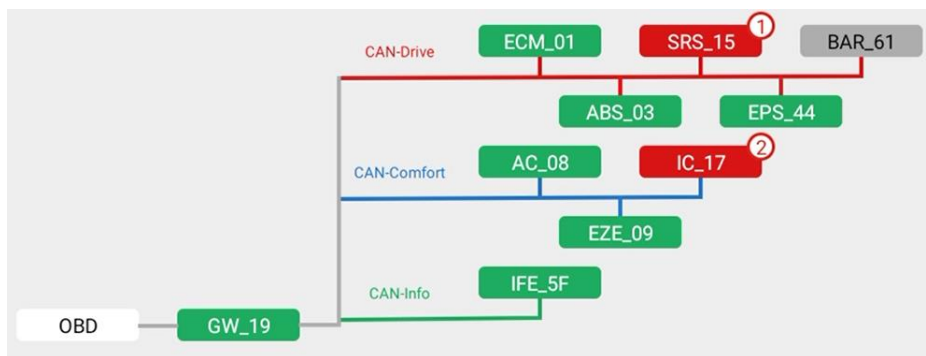 CAN-Drive
ECM_01
SRS_15
1
BAR_61
ABS_03
EPS_44
CAN-Comfort
AC_08
IC_17
2
EZE_09
CAN-Info
IFE_5F
OBD
GW_19